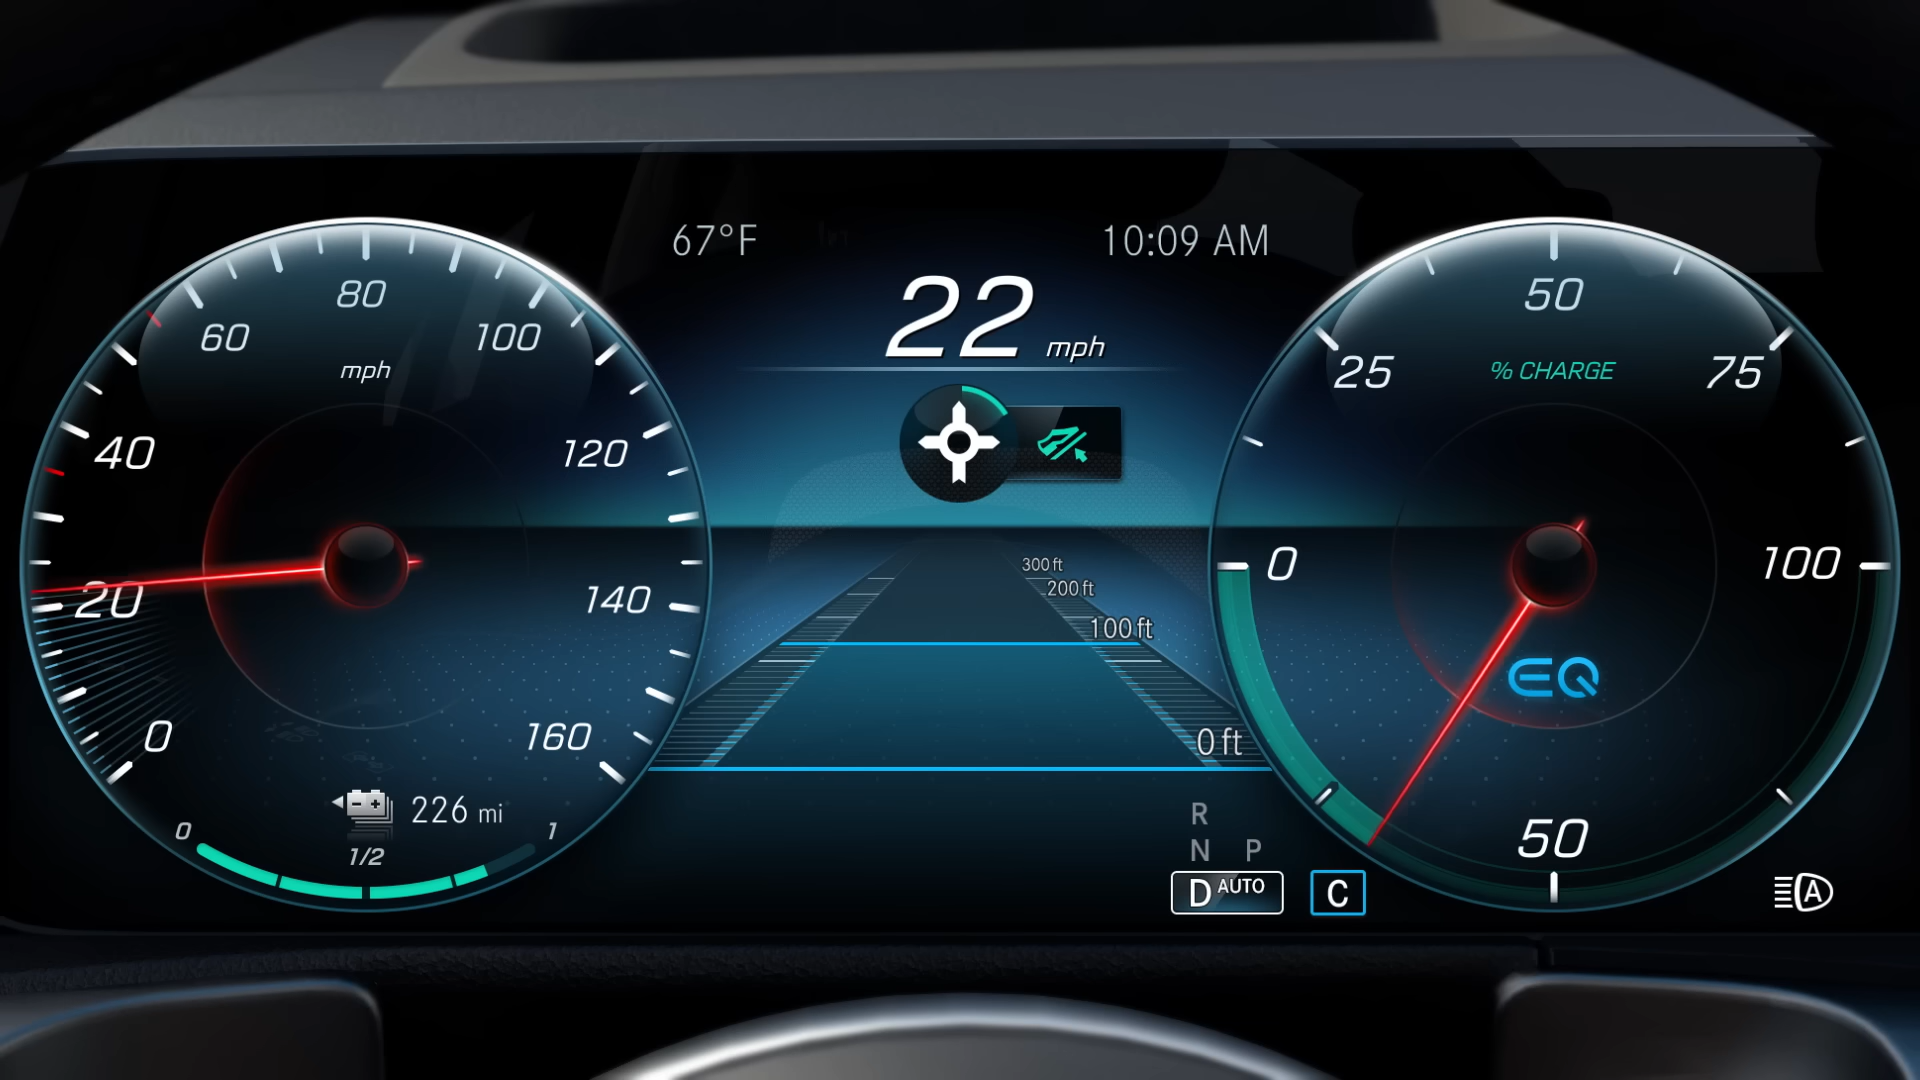 67°F
10:09 AM
22 mph
0
20
40
60
80
100
120
140
160
mph
226 mi
0
1/2
1
300 ft
200 ft
100 ft
0 ft
R
N P
D AUTO
C
0
25
50
75
100
% CHARGE
EQ
50
A